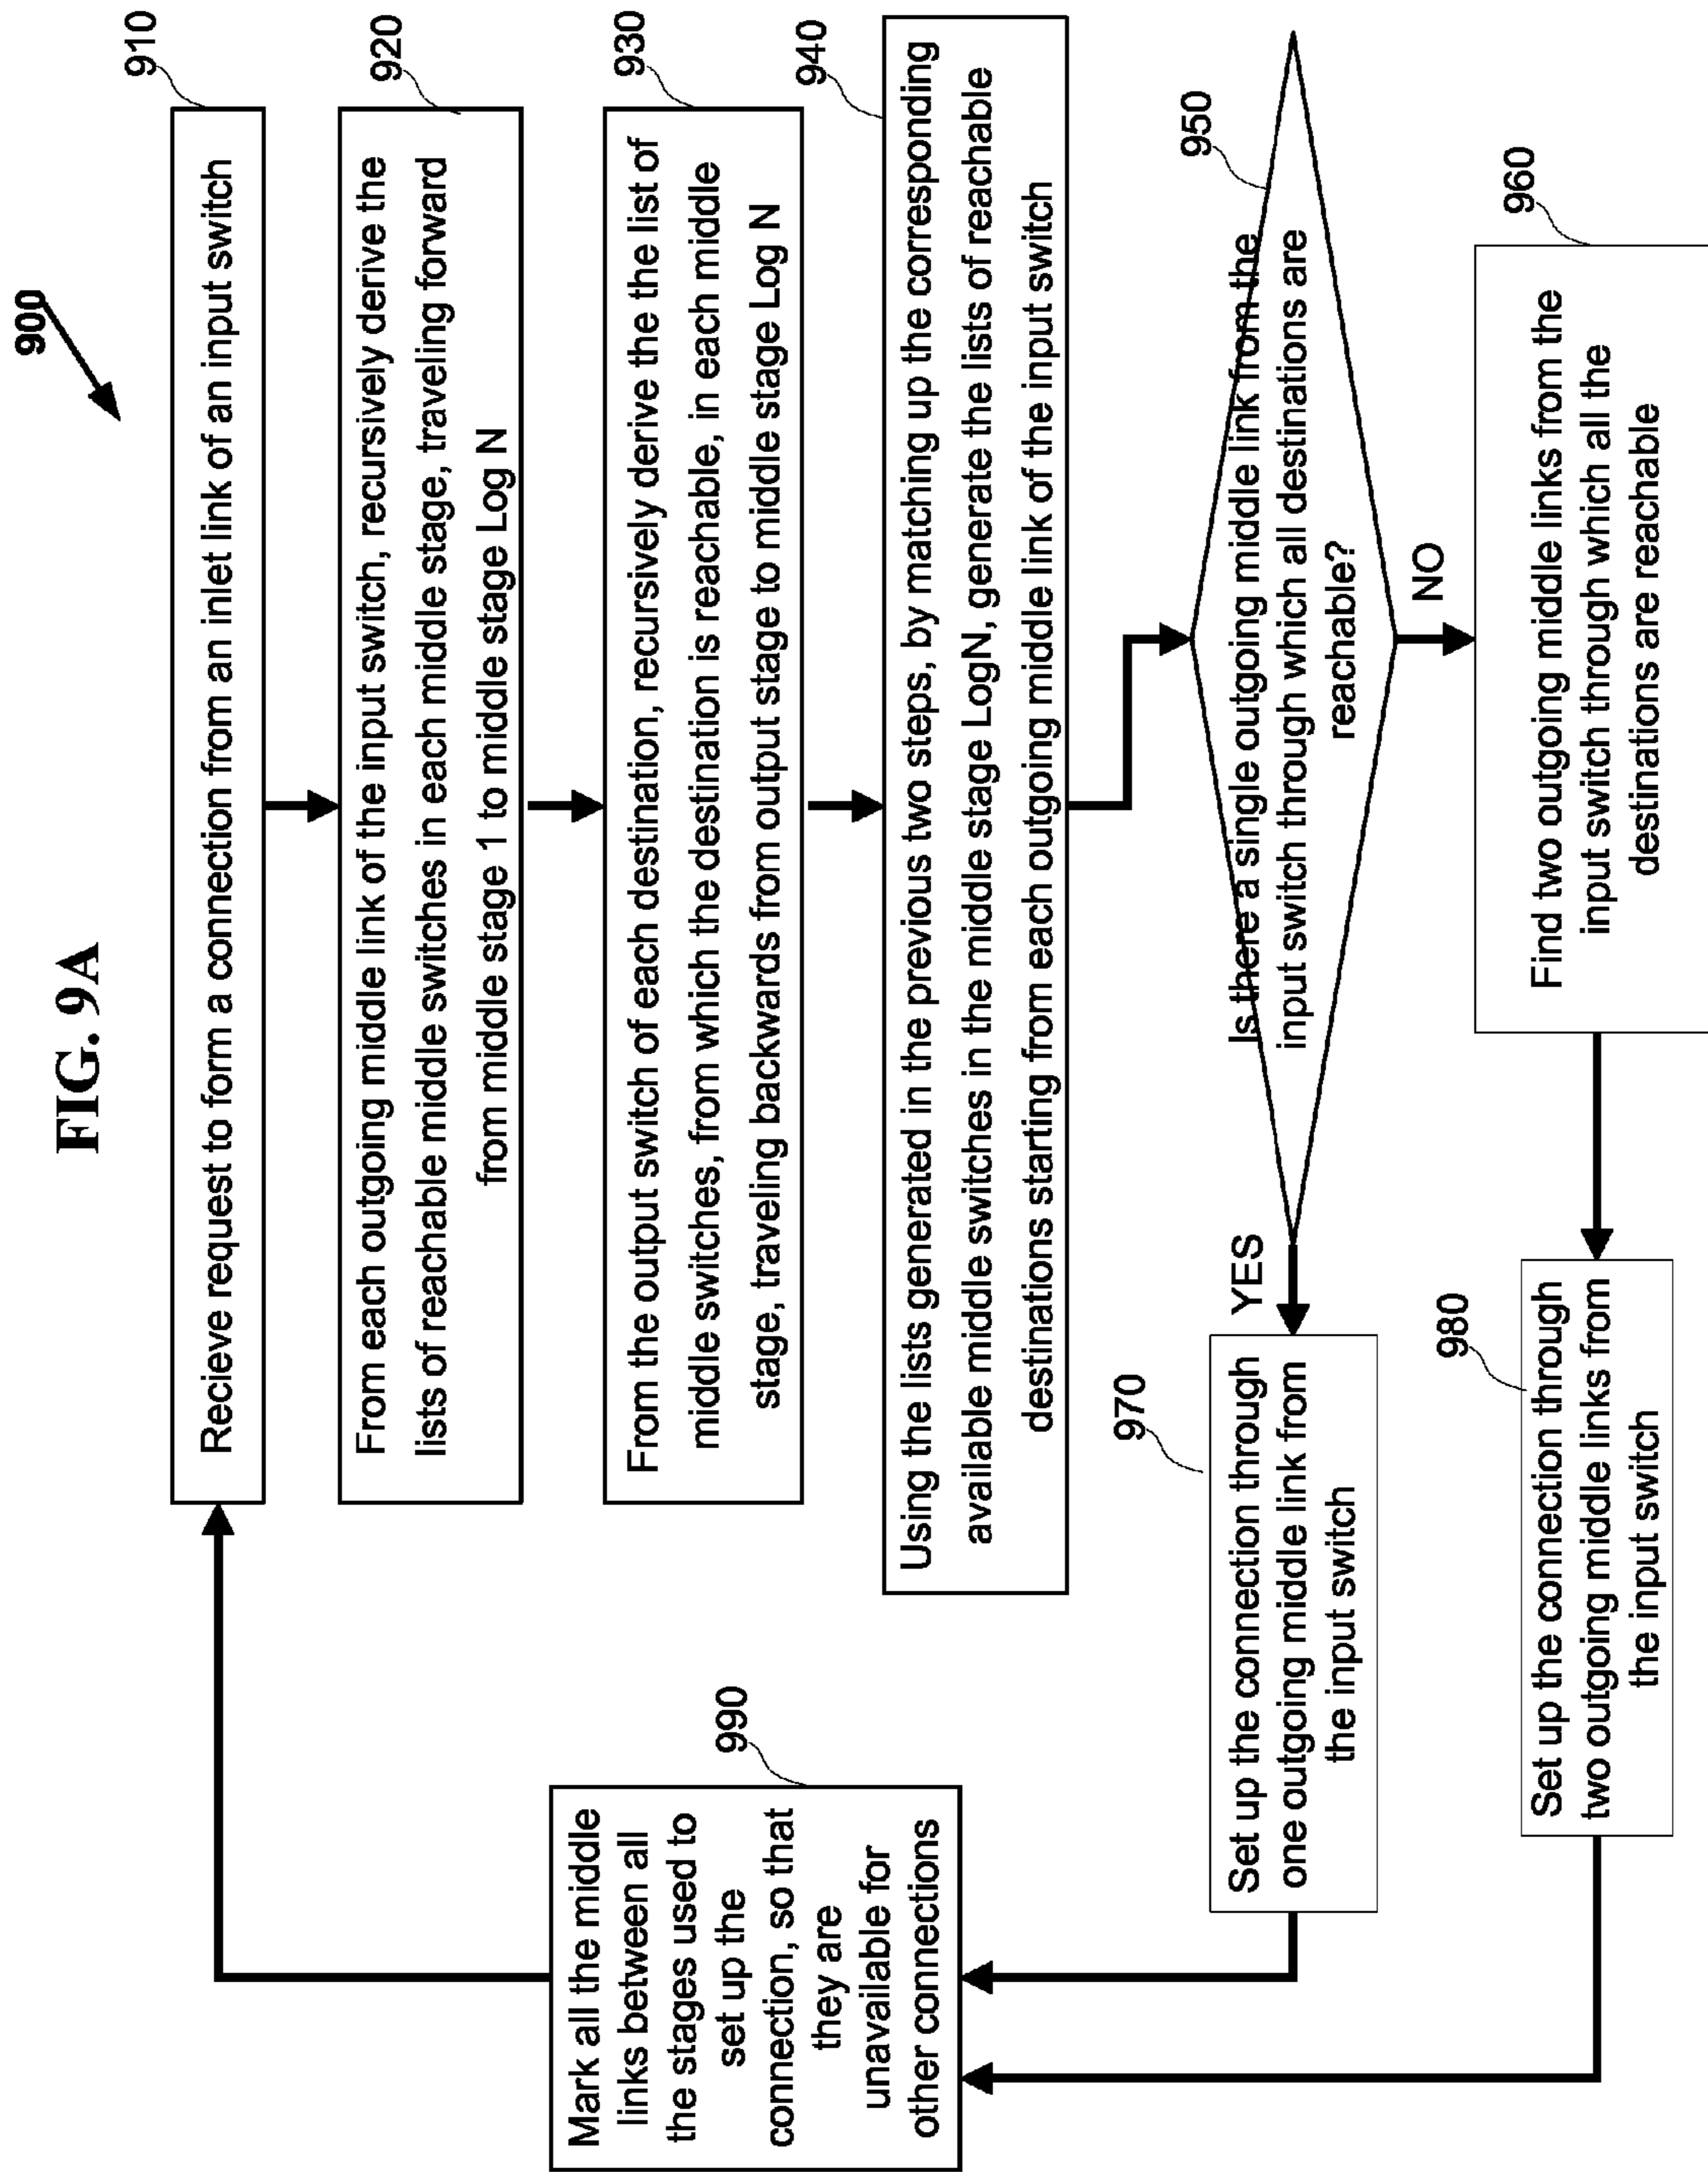 FIG. 9A
900
910
Recieve request to form a connection from an inlet link of an input switch
920
From each outgoing middle link of the input switch, recursively derive the
lists of reachable middle switches in each middle stage, traveling forward
from middle stage 1 to middle stage Log N
930
From the output switch of each destination, recursively derive the the list of
middle switches, from which the destination is reachable, in each middle
stage, traveling backwards from output stage to middle stage Log N
940
Using the lists generated in the previous two steps, by matching up the corresponding
available middle switches in the middle stage LogN, generate the lists of reachable
destinations starting from each outgoing middle link of the input switch
950
Is there a single outgoing middle link from the
input switch through which all destinations are
reachable?
YES
NO
960
Find two outgoing middle links from the
input switch through which all the
destinations are reachable
970
Set up the connection through
one outgoing middle link from
the input switch
980
Set up the connection through
two outgoing middle links from
the input switch
990
Mark all the middle
links between all
the stages used to
set up the
connection, so that
they are
unavailable for
other connections